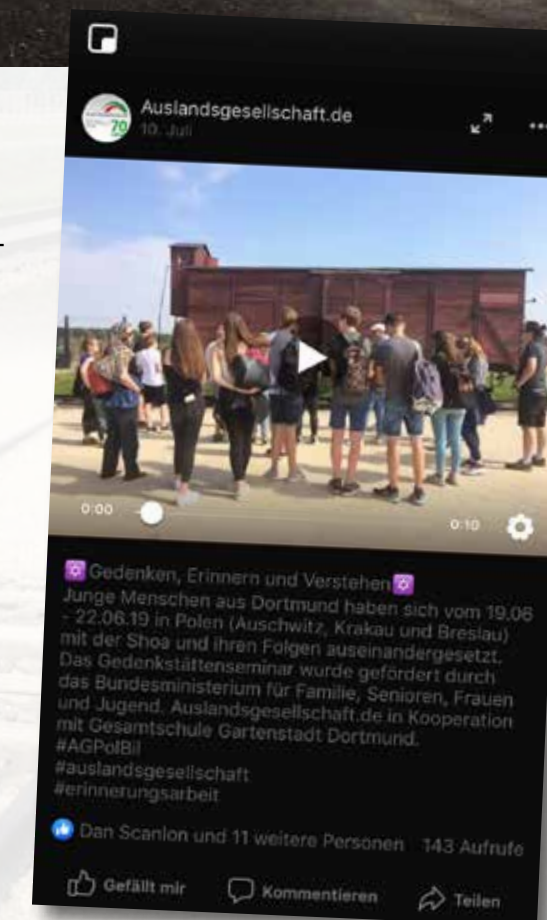 Auslandsgesellschaft.de
10. Juli
70
0:00
0:10
Gedenken, Erinnern und Verstehen
Junge Menschen aus Dortmund haben sich vom 19.06
- 22.06.19 in Polen (Auschwitz, Krakau und Breslau)
mit der Shoa und ihren Folgen auseinandergesetzt.
Das Gedenkstättenseminar wurde gefördert durch
das Bundesministerium für Familie, Senioren, Frauen
und Jugend. Auslandsgesellschaft.de in Kooperation
mit Gesamtschule Gartenstadt Dortmund.
#AGPolBil
#auslandsgesellschaft
#erinnerungsarbeit
Dan Scanlon und 11 weitere Personen 143 Aufrufe
Gefällt mir Kommentieren Teilen